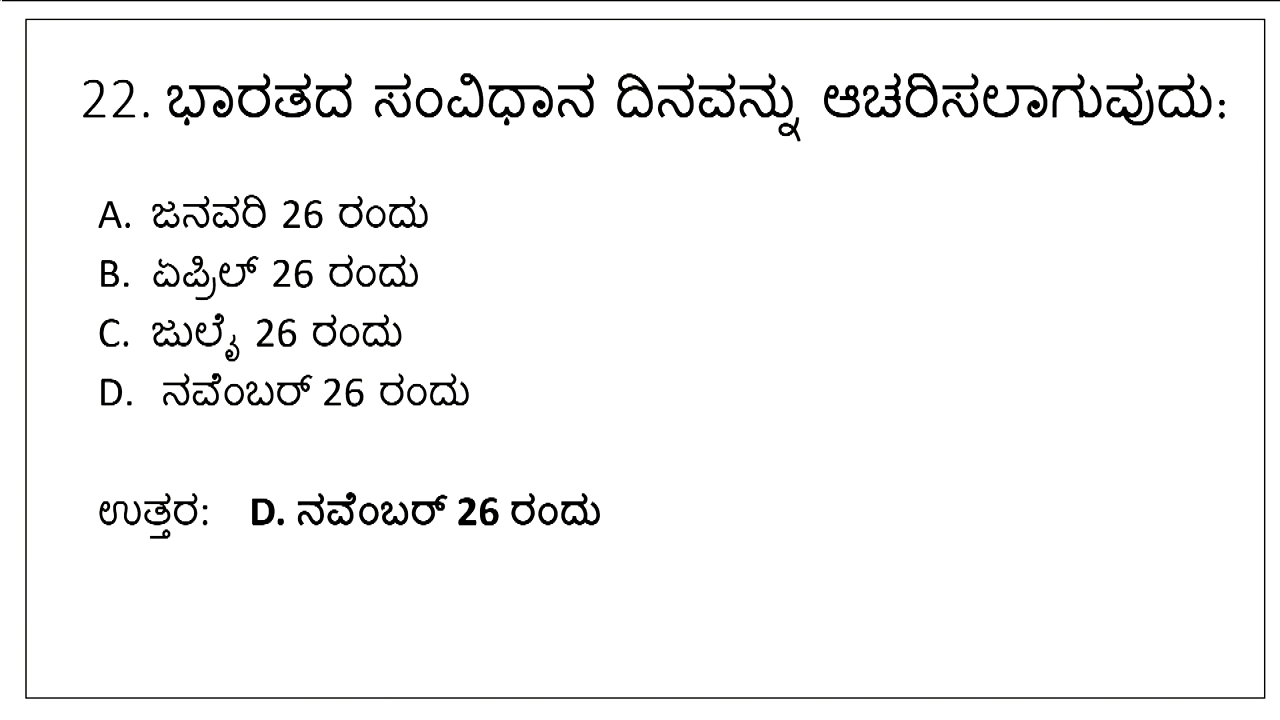 22. ಭಾರತದ ಸಂವಿಧಾನ ದಿನವನ್ನು ಆಚರಿಸಲಾಗುವುದು:
A. ಜನವರಿ 26 ರಂದು
B. ಏಪ್ರಿಲ್ 26 ರಂದು
C. ಜುಲೈ 26 ರಂದು
D. ನವೆಂಬರ್ 26 ರಂದು
ಉತ್ತರ: D. ನವೆಂಬರ್ 26 ರಂದು